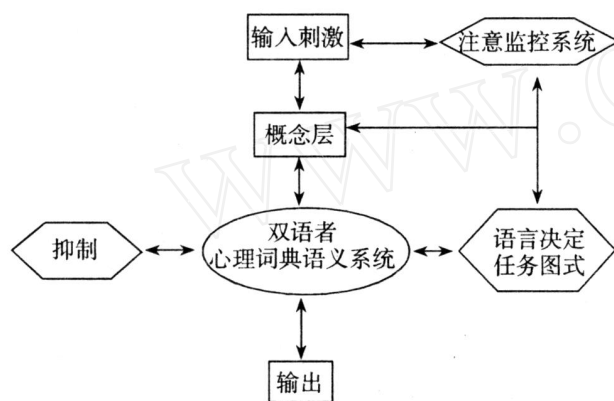 输入刺激
注意监控系统
概念层
抑制
双语者
心理词典语义系统
语言决定
任务图式
输出